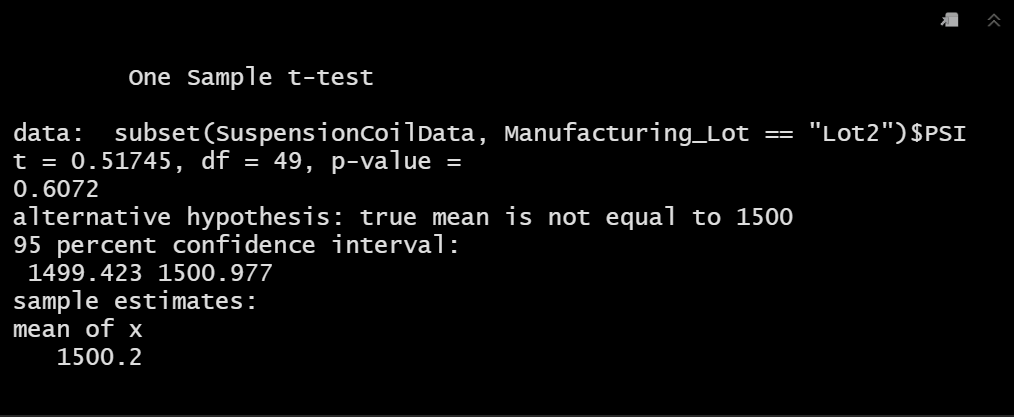 One Sample t-test
data:  subset(SuspensionCoilData, Manufacturing_Lot == "Lot2")$PSI
t = 0.51745, df = 49, p-value =
0.6072
alternative hypothesis: true mean is not equal to 1500
95 percent confidence interval:
1499.423 1500.977
sample estimates:
mean of x
1500.2